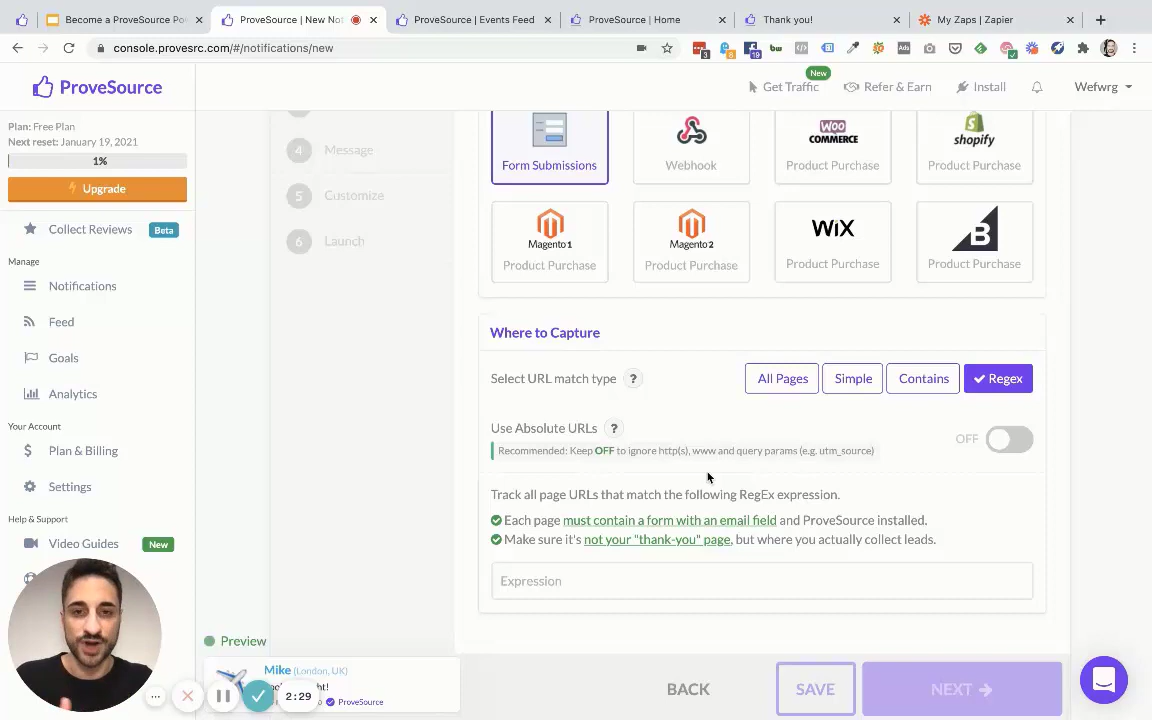 Become a ProveSource Po
ProveSource | New Not
ProveSource | Events Feed
ProveSource | Home
Thank you!
My Zaps | Zapier
console.provesrc.com/#/notifications/new
ProveSource
New
Get Traffic
Refer & Earn
Install
Wefwrg
Plan: Free Plan
Next reset: January 19, 2021
1%
Upgrade
Collect Reviews Beta
Manage
Notifications
Feed
Goals
Analytics
Your Account
Plan & Billing
Settings
Help & Support
Video Guides New
4 Message
5 Customize
6 Launch
Form Submissions
Webhook
WOO COMMERCE
Product Purchase
shopify
Product Purchase
Magento 1
Product Purchase
Magento 2
Product Purchase
WiX
Product Purchase
B
Product Purchase
Where to Capture
Select URL match type ?
All Pages
Simple
Contains
Regex
Use Absolute URLs ?
OFF
Recommended: Keep OFF to ignore http(s), www and query params (e.g. utm_source)
Track all page URLs that match the following RegEx expression.
Each page must contain a form with an email field and ProveSource installed.
Make sure it's not your "thank-you" page, but where you actually collect leads.
Expression
Preview
Mike (London, UK)
ProveSource
2:29
BACK
SAVE
NEXT